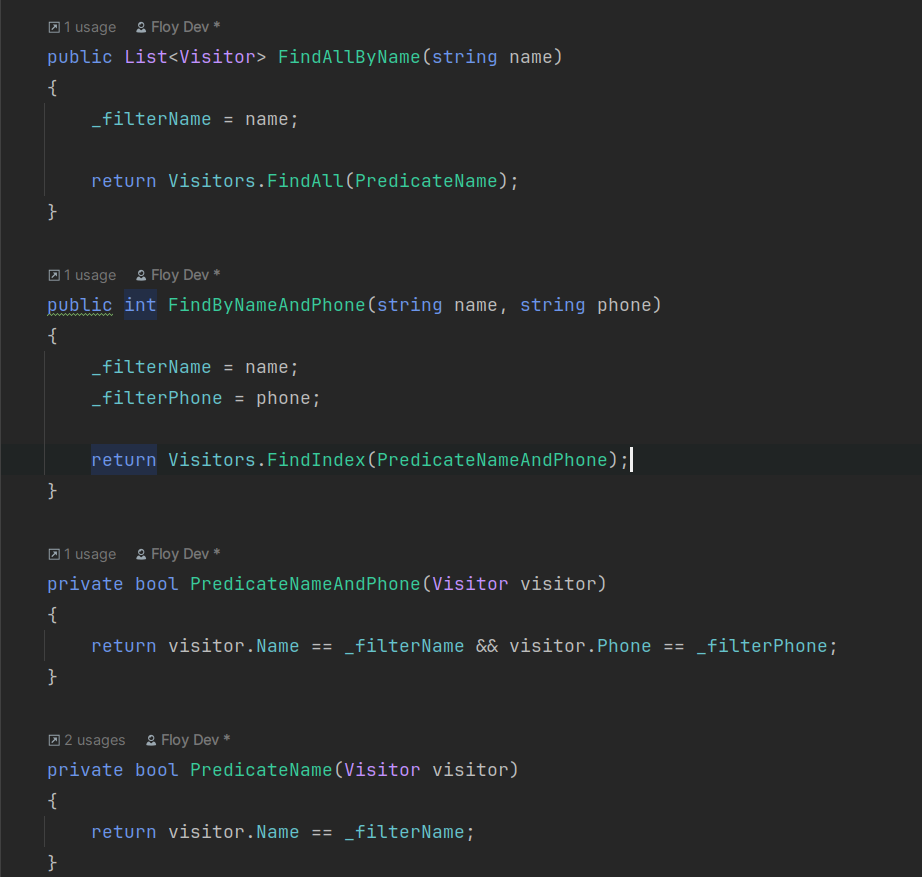 1 usage Floy Dev *
public List<Visitor> FindAllByName(string name)
{
_filterName = name;
return Visitors.FindAll(PredicateName);
}
1 usage Floy Dev *
public int FindByNameAndPhone(string name, string phone)
{
_filterName = name;
_filterPhone = phone;
return Visitors.FindIndex(PredicateNameAndPhone);
}
1 usage Floy Dev *
private bool PredicateNameAndPhone(Visitor visitor)
{
return visitor.Name == _filterName && visitor.Phone == _filterPhone;
}
2 usages Floy Dev *
private bool PredicateName(Visitor visitor)
{
return visitor.Name == _filterName;
}